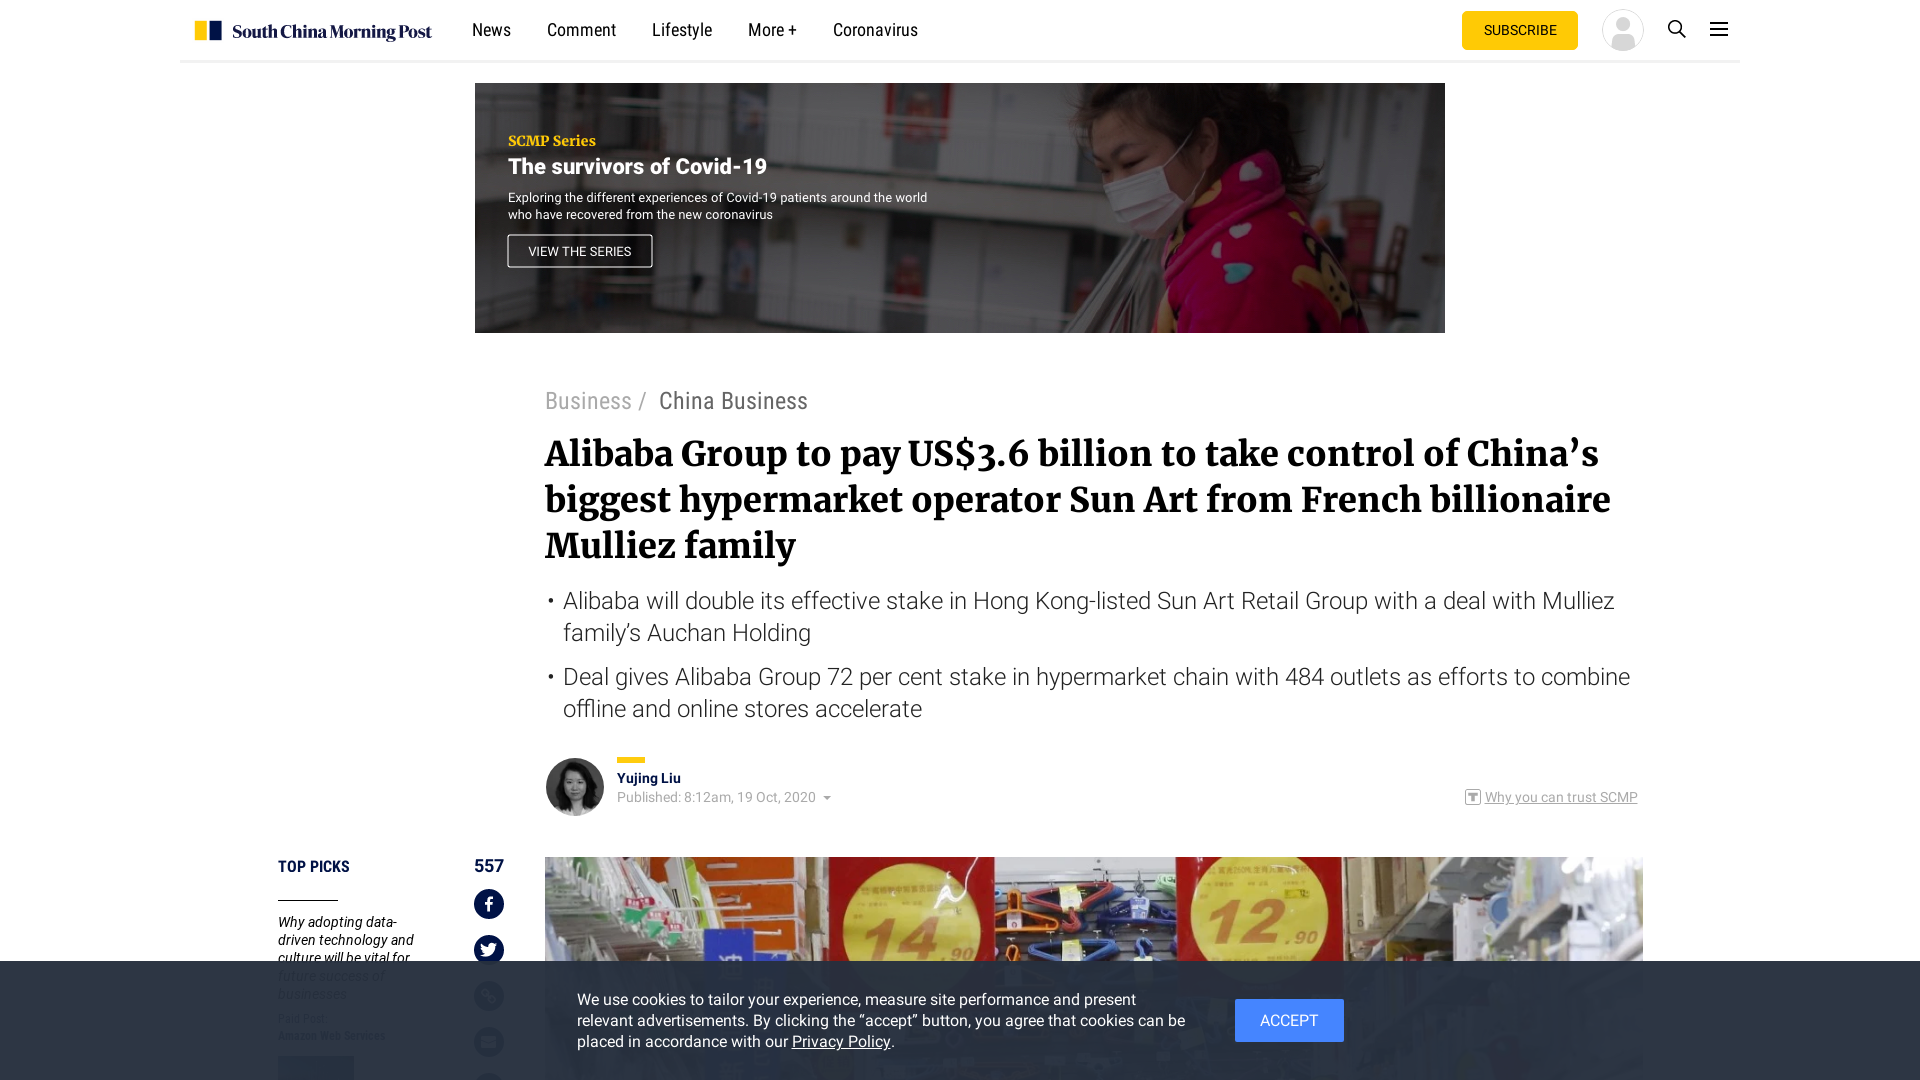 South China Morning Post
News
Comment
Lifestyle
More +
Coronavirus
SUBSCRIBE
SCMP Series
The survivors of Covid-19
Exploring the different experiences of Covid-19 patients around the world
who have recovered from the new coronavirus
VIEW THE SERIES
Business / China Business
Alibaba Group to pay US$3.6 billion to take control of China’s
biggest hypermarket operator Sun Art from French billionaire
Mulliez family
• Alibaba will double its effective stake in Hong Kong-listed Sun Art Retail Group with a deal with Mulliez
family’s Auchan Holding
• Deal gives Alibaba Group 72 per cent stake in hypermarket chain with 484 outlets as efforts to combine
offline and online stores accelerate
Yujing Liu
Published: 8:12am, 19 Oct, 2020
Why you can trust SCMP
TOP PICKS
557
Why adopting data-
driven technology and
culture will be vital for
future success of
businesses
Paid Post:
Amazon Web Services
14.90
12.90
We use cookies to tailor your experience, measure site performance and present
relevant advertisements. By clicking the “accept” button, you agree that cookies can be
placed in accordance with our Privacy Policy.
ACCEPT